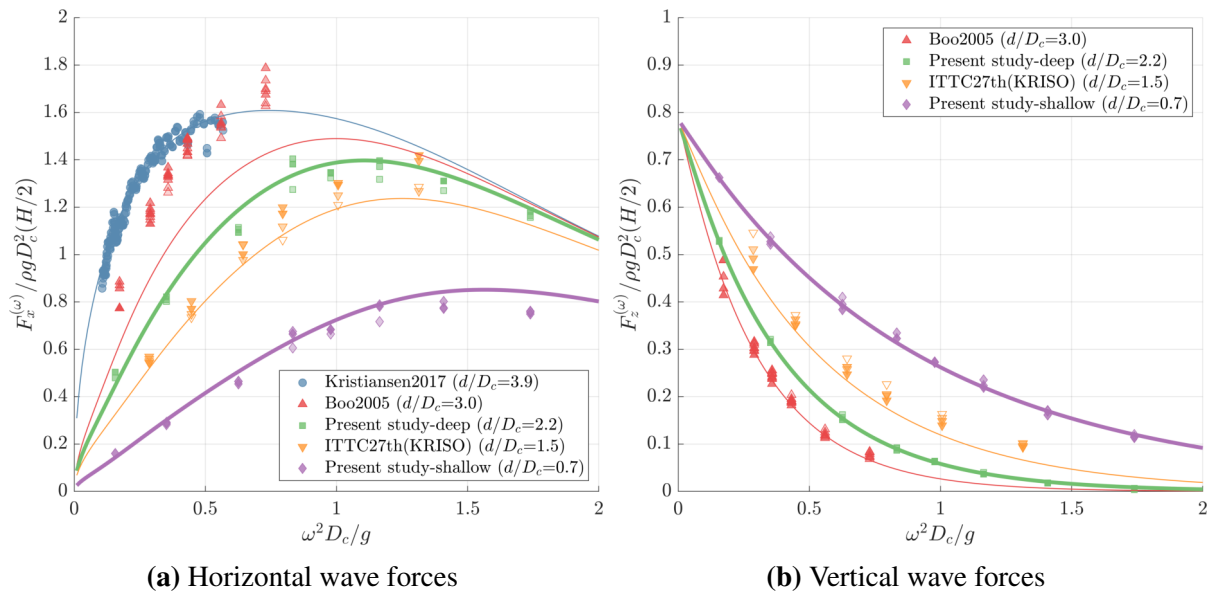 2
1.8
1.6
1.4
1.2
1
0.8
0.6
0.4
0.2
0
0
0.5
1
1.5
2
F_x^{(ω)}/ρgD_c^2(H/2)
ω^2D_c/g
Kristiansen2017 (d/D_c=3.9)
Boo2005 (d/D_c=3.0)
Present study-deep (d/D_c=2.2)
ITTC27th(KRISO) (d/D_c=1.5)
Present study-shallow (d/D_c=0.7)
(a) Horizontal wave forces
1
0.9
0.8
0.7
0.6
0.5
0.4
0.3
0.2
0.1
0
0
0.5
1
1.5
2
F_z^{(ω)}/ρgD_c^2(H/2)
ω^2D_c/g
Boo2005 (d/D_c=3.0)
Present study-deep (d/D_c=2.2)
ITTC27th(KRISO) (d/D_c=1.5)
Present study-shallow (d/D_c=0.7)
(b) Vertical wave forces